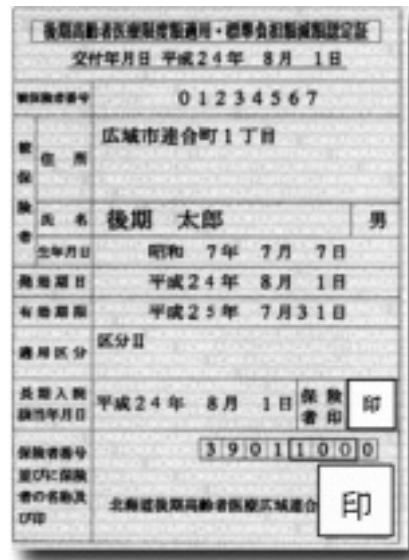 後期高齢者医療限度額適用・標準負担額減額認定証
交付年月日 平成24年 8月 1日
被保険者番号 01234567
被保険者
住所 広域市連合町1丁目
氏名 後期 太郎 男
生年月日 昭和 7年 7月 7日
発効期日 平成24年 8月 1日
有効期限 平成25年 7月31日
適用区分 区分Ⅱ
長期入院
該当年月日 平成24年 8月 1日 保険者印 印
保険者番号 39011000
並びに保険
者の名称及
び印 北海道後期高齢者医療広域連合 印